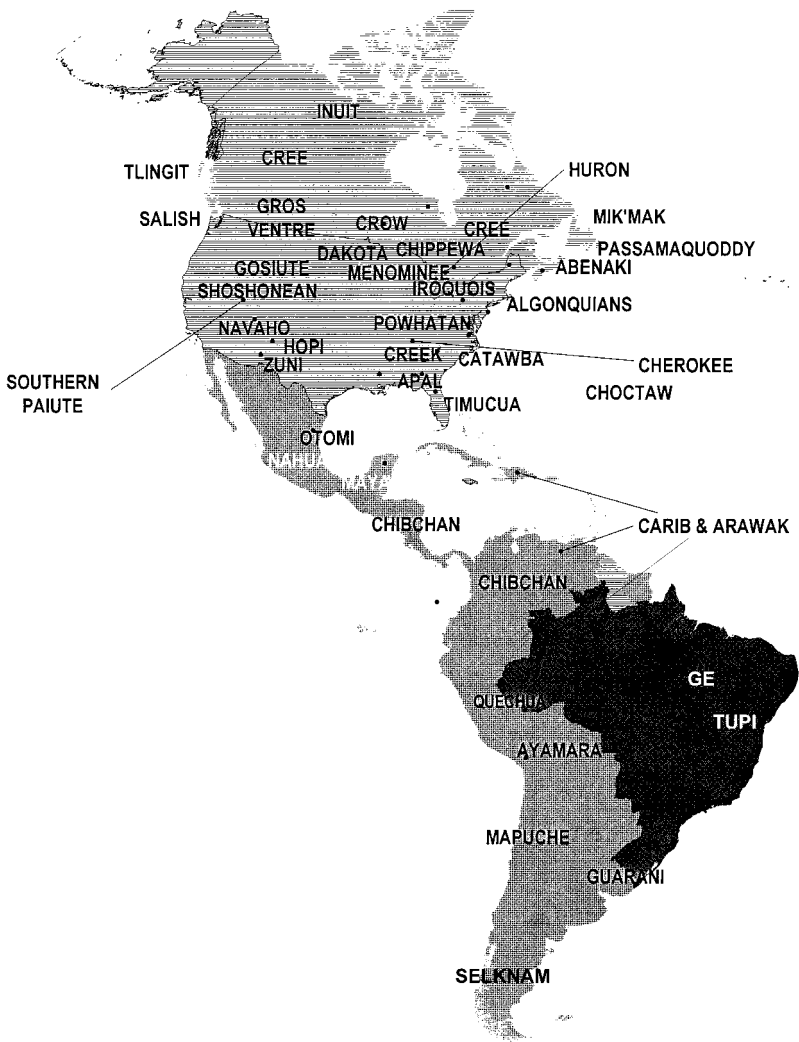 INUIT
CREE
TLINGIT
HURON
SALISH
GROS
VENTRE
CROW
CREE
MIK'MAK
PASSAMAQUODDY
DAKOTA
CHIPPEWA
ABENAKI
GOSIUTE
MENOMINEE
SHOSHONEAN
IROQUOIS
ALGONQUIANS
NAVAHO
POWHATAN
HOPI
ZUNI
CREEK
CATAWBA
CHEROKEE
SOUTHERN
PAIUTE
APAL
CHOCTAW
TIMUCUA
OTOMI
NAHUA
MAYA
CHIBCHAN
CARIB & ARAWAK
CHIBCHAN
GE
QUECHUA
TUPI
AYAMARA
MAPUCHE
GUARANI
SELKNAM